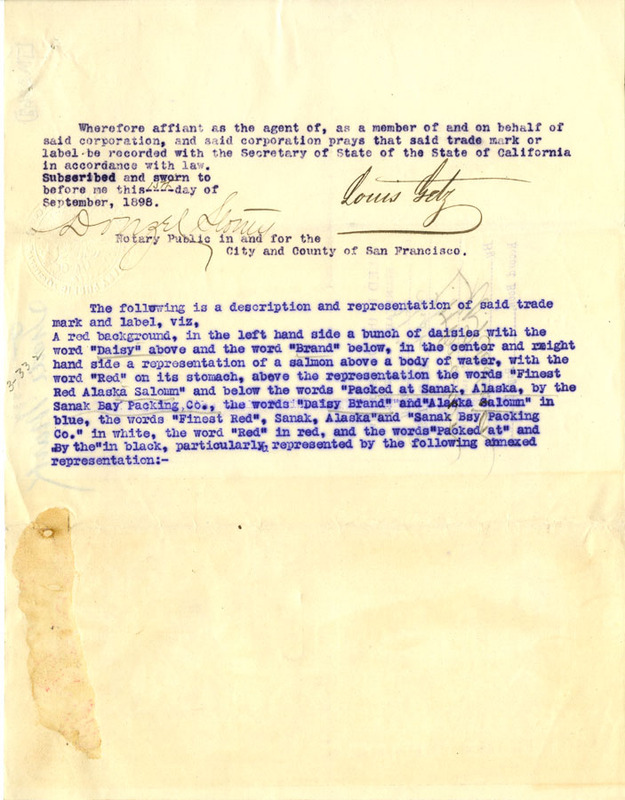 Wherefore affiant as the agent of, as a member of and on behalf of
said corporation, and said corporation prays that said trade mark or
label be recorded with the Secretary of State of the State of California
in accordance with law.
Subscribed and sworn to
before me this day of
September, 1898.
Louis Getz
Notary Public in and for the
City and County of San Francisco.
The follwing is a description and representation of said trade
mark and label, viz,
A red background, in the left hand side a bunch of daisies with the
word "Daisy" above and the word "Brand" below, in the center and right
hand side a representation of a salmon above a body of water, with the
word "Red" on its stomach, above the representation the words "Finest
Red Alaska Salomn" and below the words "Packed at Sanak, Alaska, by the
Sanak Bay Packing Co., the words "Daisy Brand" and "Alaska Salomn" in
blue, the words "Finest Red", Sanak, Alaska"and "Sanak Bay Packing
Co." in white, the word "Red" in red, and the words"Packed at" and
By the"in black, particularly represented by the following annexed
representation:-
3-332